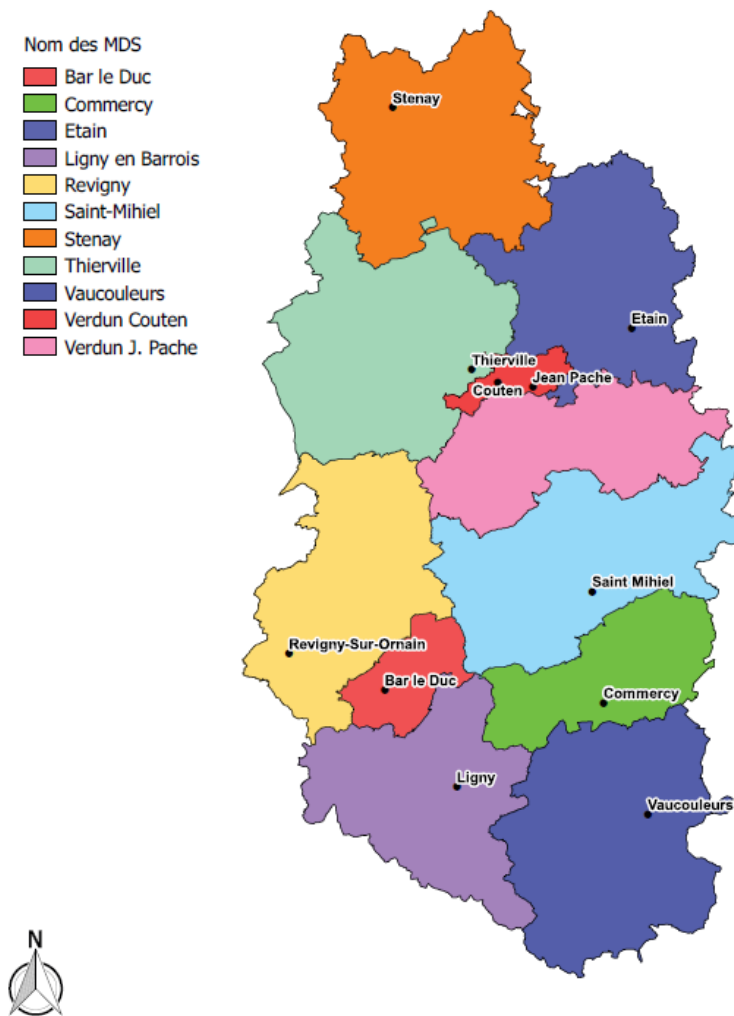 Nom des MDS
Bar le Duc
Commercy
Etain
Ligny en Barrois
Revigny
Saint-Mihiel
Stenay
Thierville
Vaucouleurs
Verdun Couten
Verdun J. Pache
Stenay
Etain
Thierville
Jean Pache
Couten
Saint Mihiel
Revigny-Sur-Ornain
Bar le Duc
Commercy
Ligny
Vaucouleurs
N